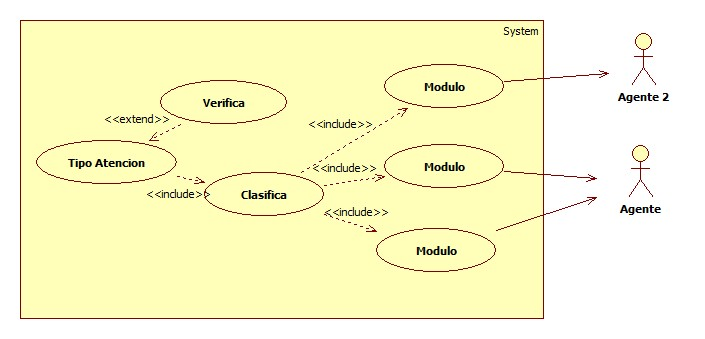 System
Modulo
Agente 2
Verifica
<<extend>>
<<include>>
Tipo Atencion
<<include>>
Modulo
<<include>>
Clasifica
Agente
<<include>>
Modulo